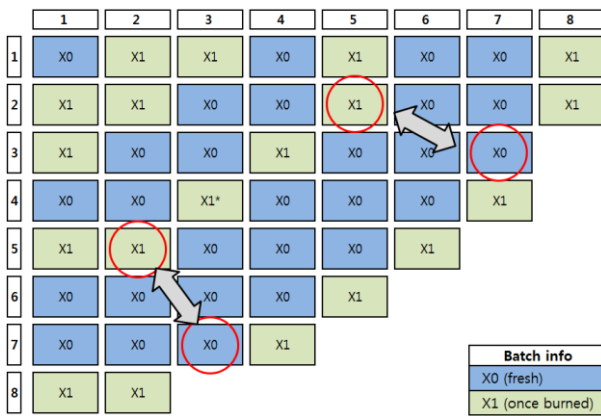 1 2 3 4 5 6 7 8
1 X0 X1 X1 X0 X1 X0 X0 X1
2 X1 X1 X0 X0 X1 X0 X0 X1
3 X1 X0 X0 X1 X0 X0 X0
4 X0 X0 X1* X0 X0 X0 X1
5 X1 X1 X0 X0 X0 X1
6 X0 X0 X0 X0 X1
7 X0 X0 X0 X1
8 X1 X1
Batch info
X0 (fresh)
X1 (once burned)